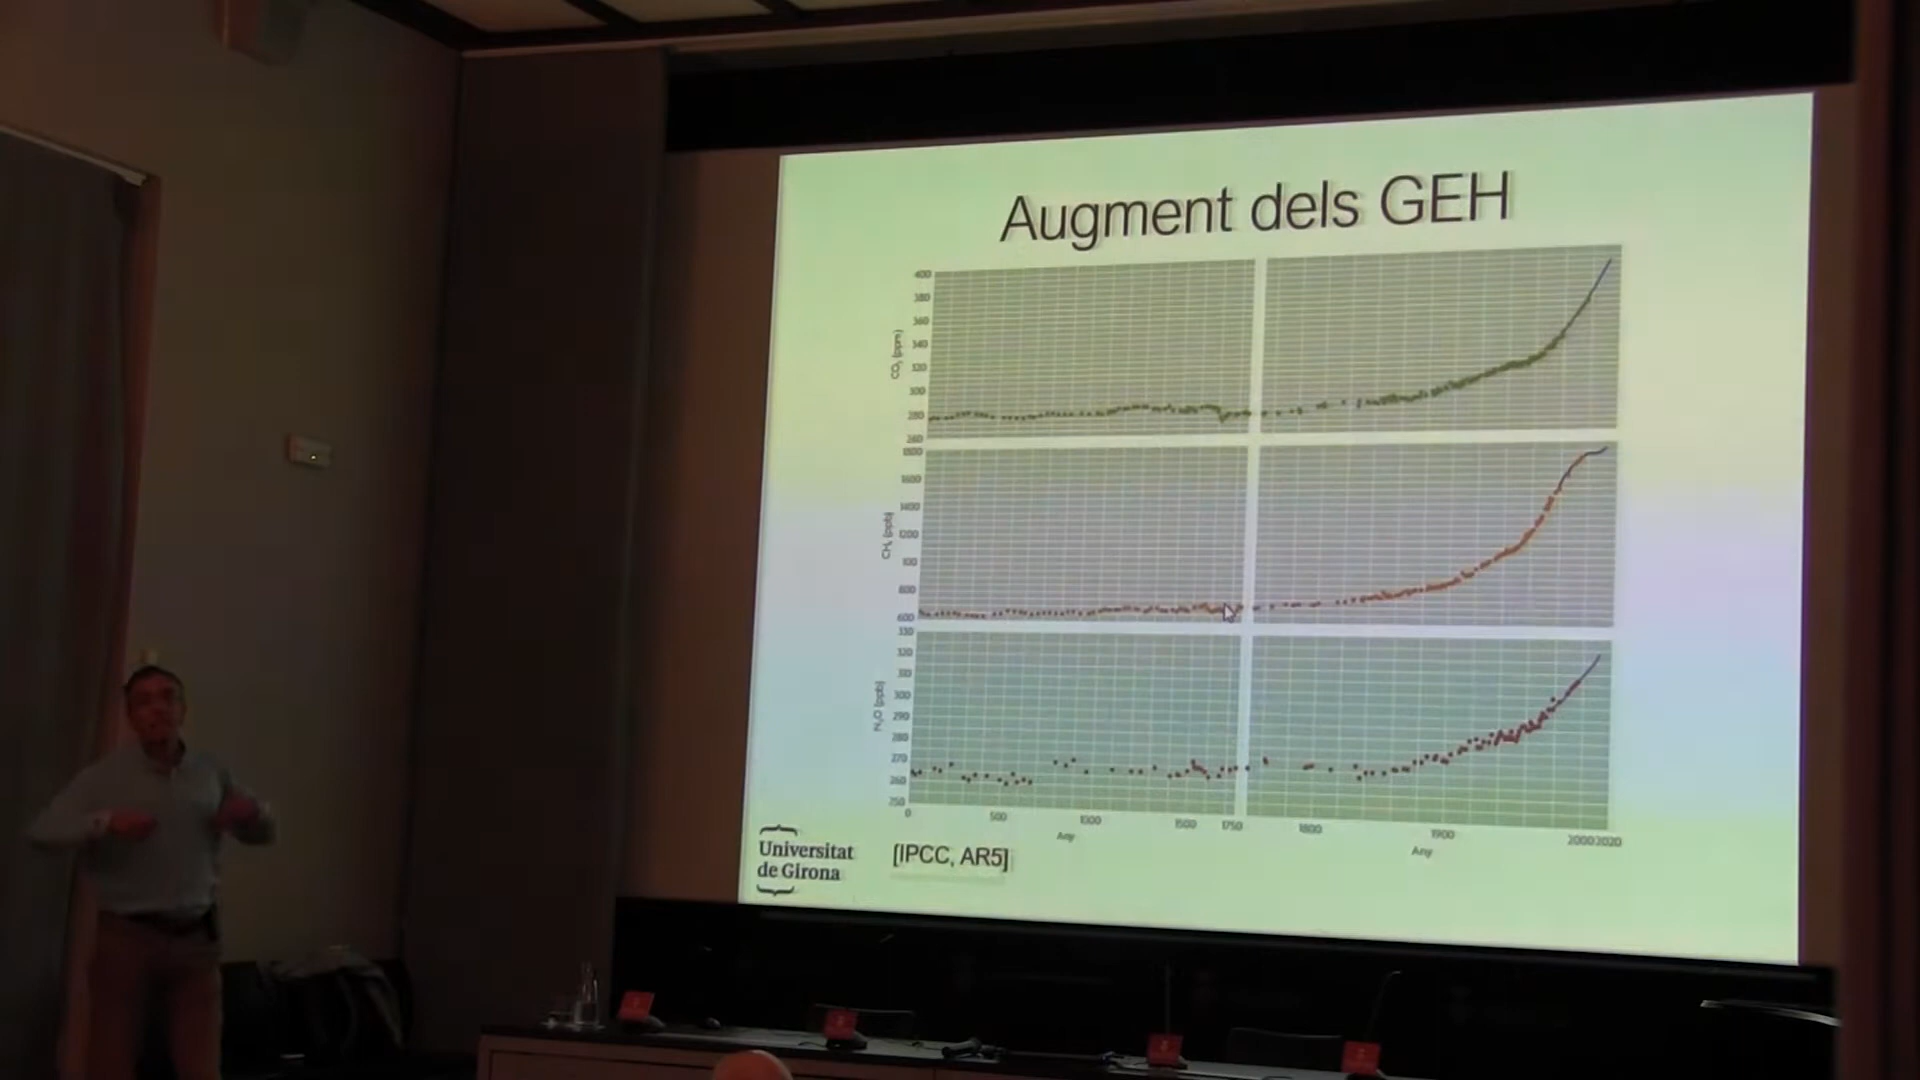 Augment dels GEH
CO₂ (ppm)
400
380
360
340
320
300
280
260
CH₄ (ppb)
1800
1600
1400
1200
100
800
600
N₂O (ppb)
330
320
310
300
290
280
270
260
250
0 500 1000 1500 1750 1800 1900 2000 2020
Any Any
Universitat
de Girona
[IPCC, AR5]